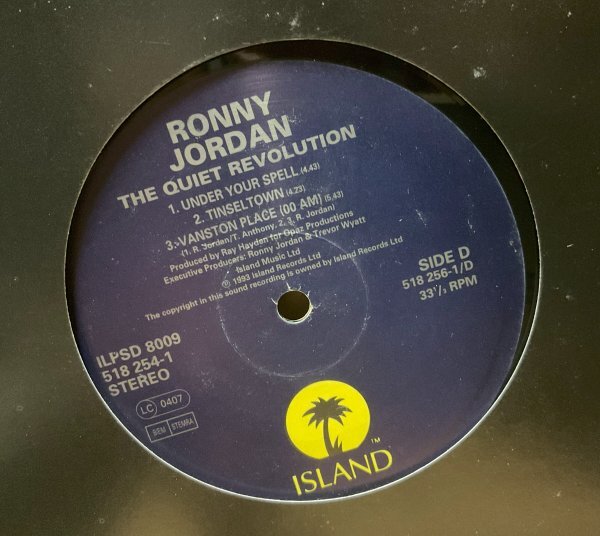 RONNY
JORDAN
THE QUIET REVOLUTION
1. UNDER YOUR SPELL (4.43)
2. TINSELTOWN (4.23)
3. VANSTON PLACE (00 AM) (5.43)
(1. R. Jordan/T. Anthony, 2, 3, R. Jordan)
Produced by Ray Hayden for Opaz Productions
Executive Producers: Ronny Jordan & Trevor Wyatt
Island Music Ltd
℗ 1993 Island Records Ltd
The copyright in this sound recording is owned by Island Records Ltd
SIDE D
518 256-1/D
33⅓ RPM
ILPSD 8009
518 254-1
STEREO
LC 0407
BIEM STEMRA
ISLAND™